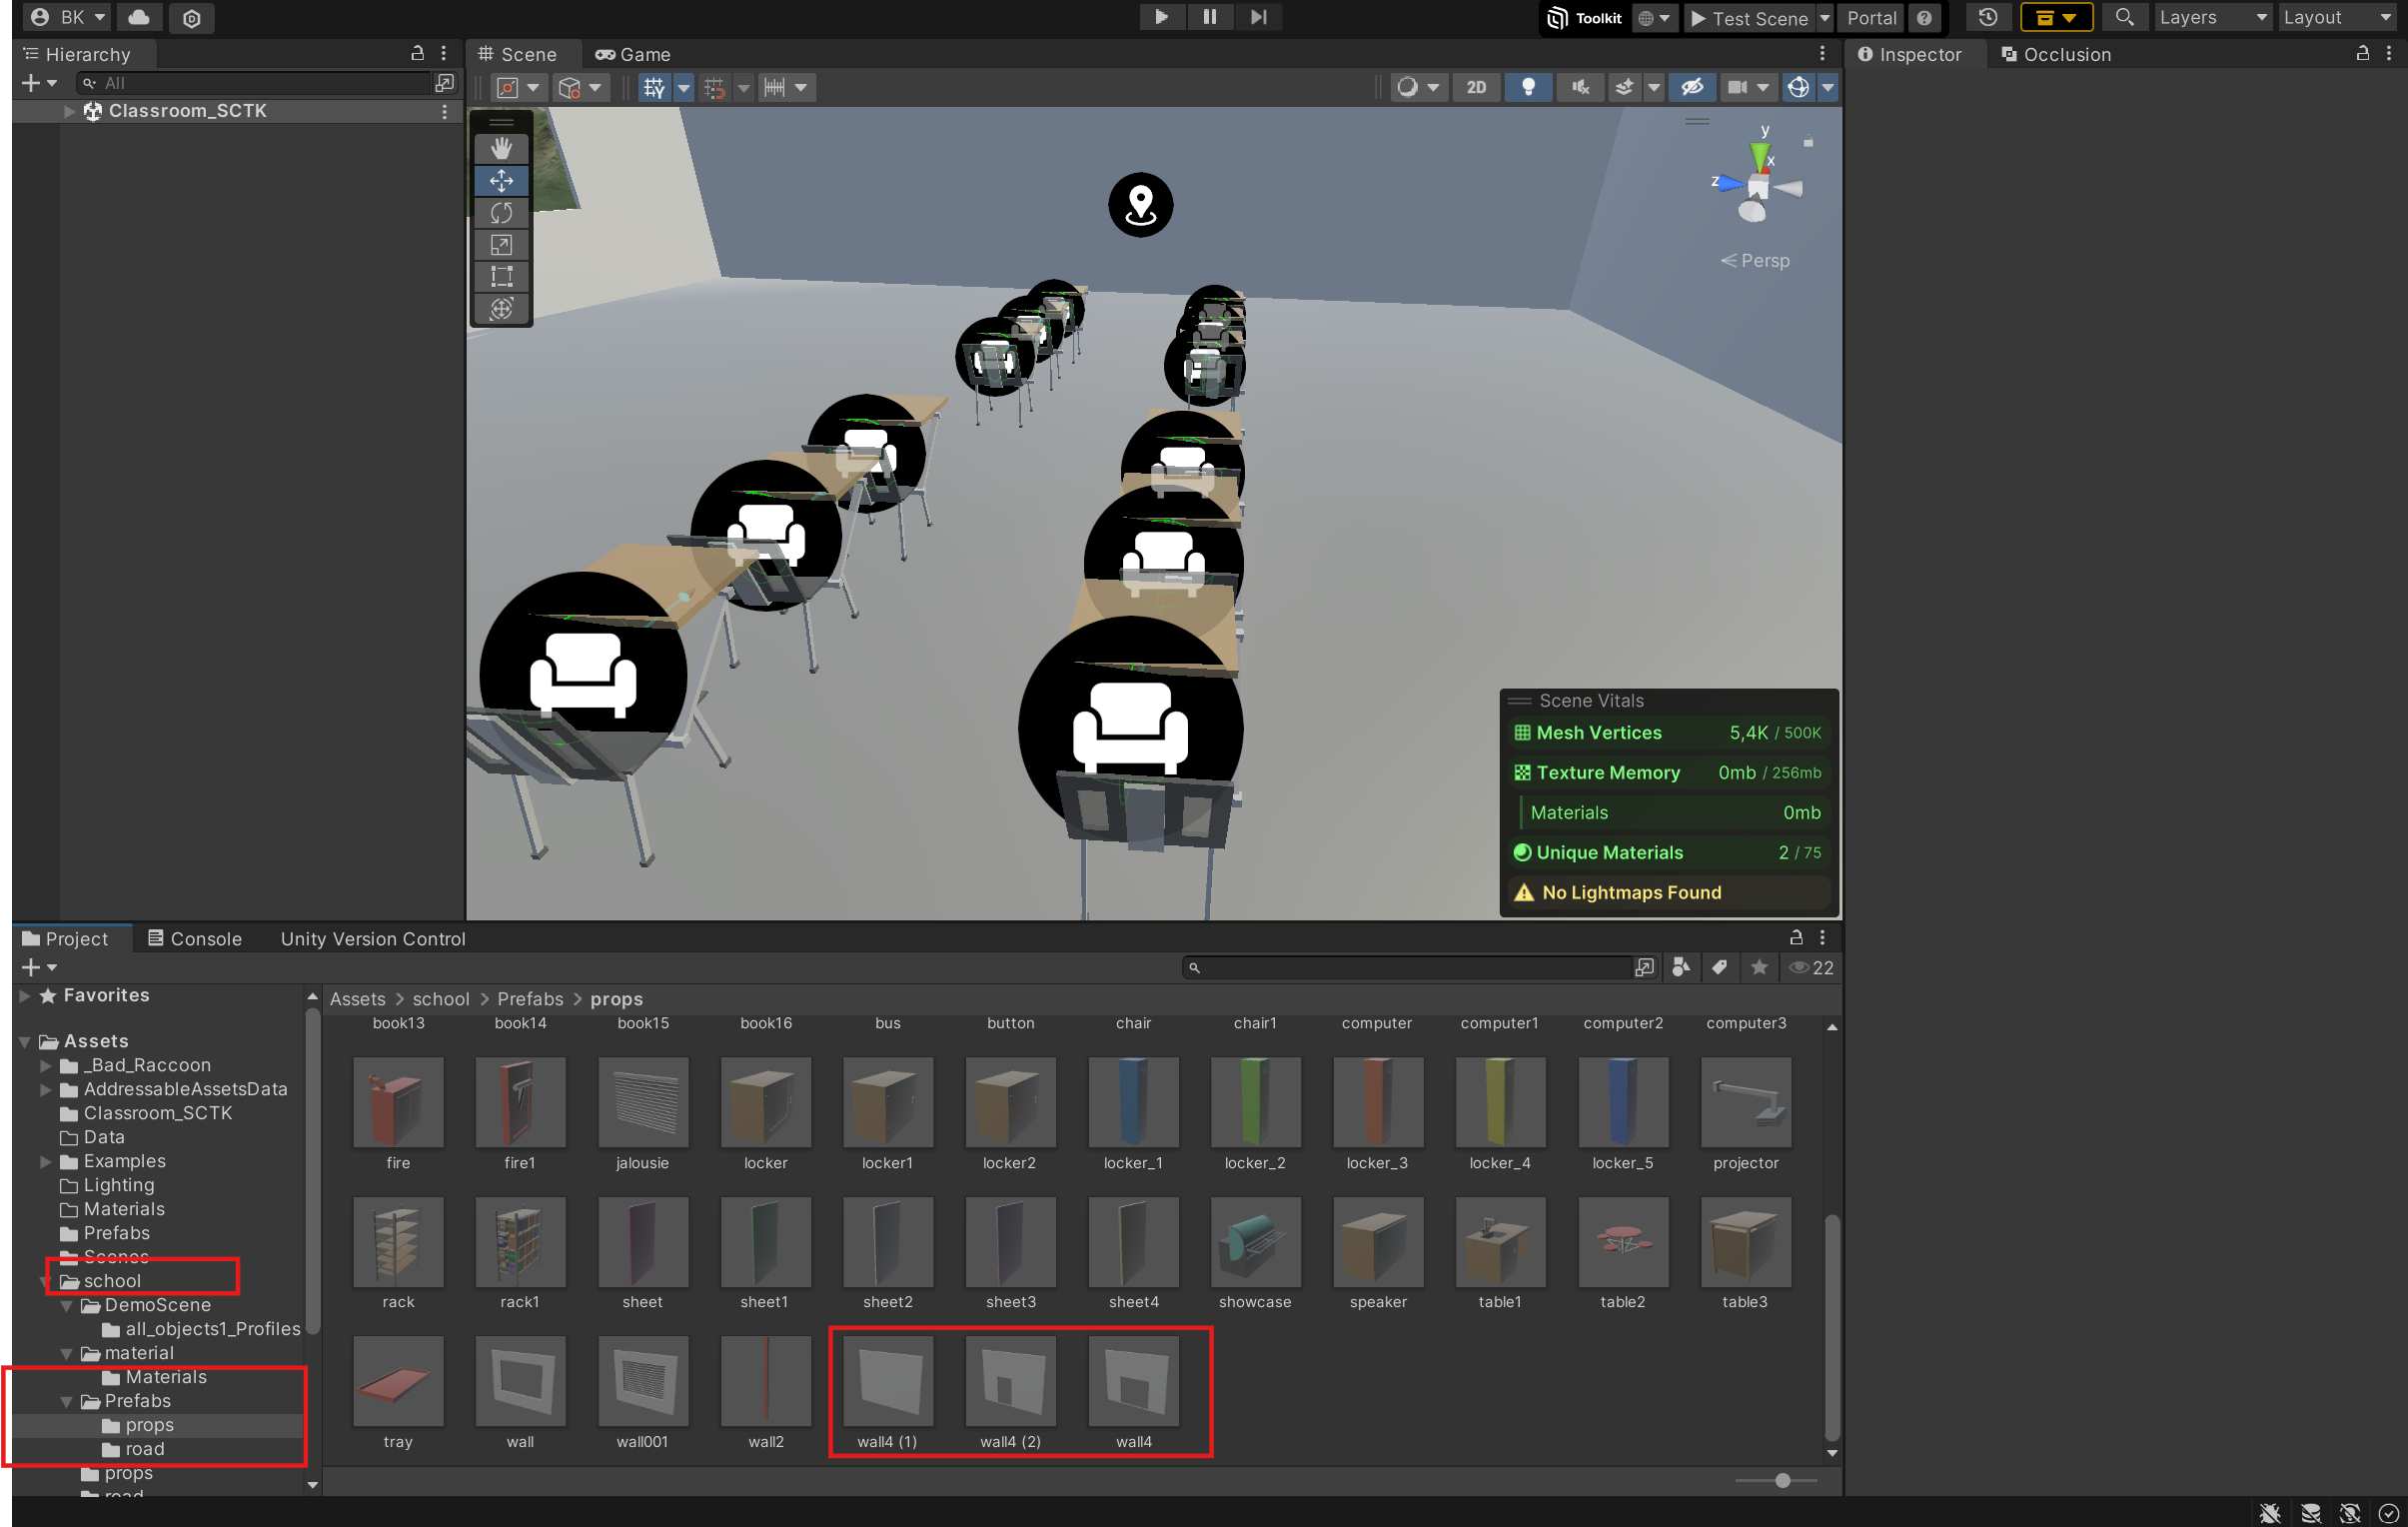 BK
Toolkit
Test Scene
Portal
Layers
Layout
Hierarchy
All
Classroom_SCTK
Scene
Game
2D
y
x
z
Persp
Scene Vitals
Mesh Vertices 5,4K / 500K
Texture Memory 0mb / 256mb
Materials 0mb
Unique Materials 2 / 75
No Lightmaps Found
Inspector
Occlusion
Project
Console
Unity Version Control
22
Favorites
Assets
_Bad_Raccoon
AddressableAssetsData
Classroom_SCTK
Data
Examples
Lighting
Materials
Prefabs
Scenes
school
DemoScene
all_objects1_Profiles
material
Materials
Prefabs
props
road
props
road
Assets > school > Prefabs > props
book13 book14 book15 book16 bus button chair chair1 computer computer1 computer2 computer3
fire fire1 jalousie locker locker1 locker2 locker_1 locker_2 locker_3 locker_4 locker_5 projector
rack rack1 sheet sheet1 sheet2 sheet3 sheet4 showcase speaker table1 table2 table3
tray wall wall001 wall2 wall4 (1) wall4 (2) wall4